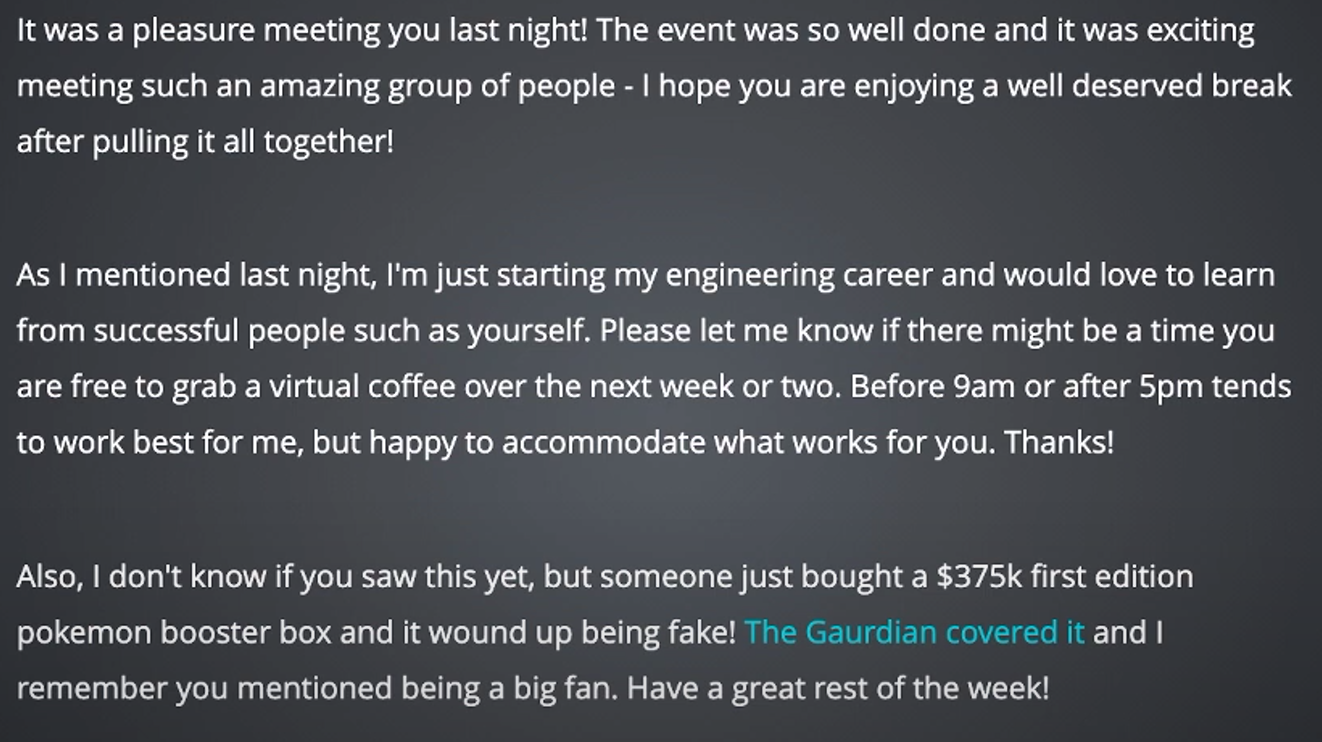 It was a pleasure meeting you last night! The event was so well done and it was exciting
meeting such an amazing group of people - I hope you are enjoying a well deserved break
after pulling it all together!
As I mentioned last night, I'm just starting my engineering career and would love to learn
from successful people such as yourself. Please let me know if there might be a time you
are free to grab a virtual coffee over the next week or two. Before 9am or after 5pm tends
to work best for me, but happy to accommodate what works for you. Thanks!
Also, I don't know if you saw this yet, but someone just bought a $375k first edition
pokemon booster box and it wound up being fake! The Gaurdian covered it and I
remember you mentioned being a big fan. Have a great rest of the week!